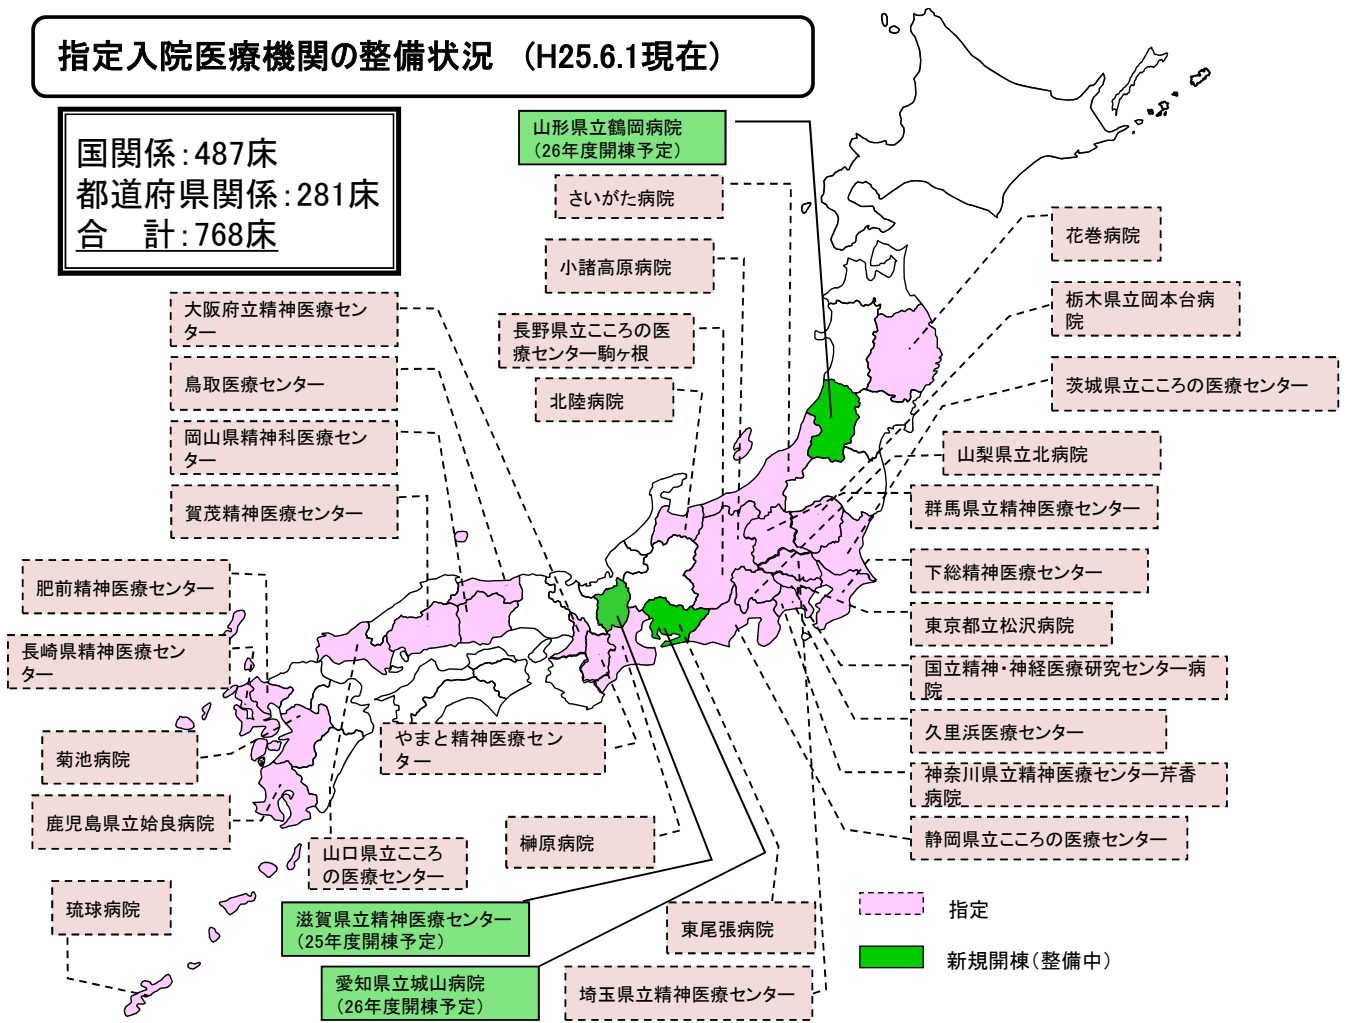 指定入院医療機関の整備状況　（H25.6.1現在）
国関係：487床
都道府県関係：281床
合　計：768床
山形県立鶴岡病院
（26年度開棟予定）
さいがた病院
小諸高原病院
長野県立こころの医
療センター駒ヶ根
北陸病院
花巻病院
栃木県立岡本台病
院
茨城県立こころの医療センター
山梨県立北病院
群馬県立精神医療センター
下総精神医療センター
東京都立松沢病院
国立精神・神経医療研究センター病
院
久里浜医療センター
神奈川県立精神医療センター芹香
病院
静岡県立こころの医療センター
大阪府立精神医療セン
ター
鳥取医療センター
岡山県精神科医療セン
ター
賀茂精神医療センター
肥前精神医療センター
長崎県精神医療セン
ター
菊池病院
鹿児島県立姶良病院
琉球病院
山口県立こころ
の医療センター
やまと精神医療セン
ター
榊原病院
滋賀県立精神医療センター
（25年度開棟予定）
愛知県立城山病院
（26年度開棟予定）
東尾張病院
埼玉県立精神医療センター
指定
新規開棟（整備中）